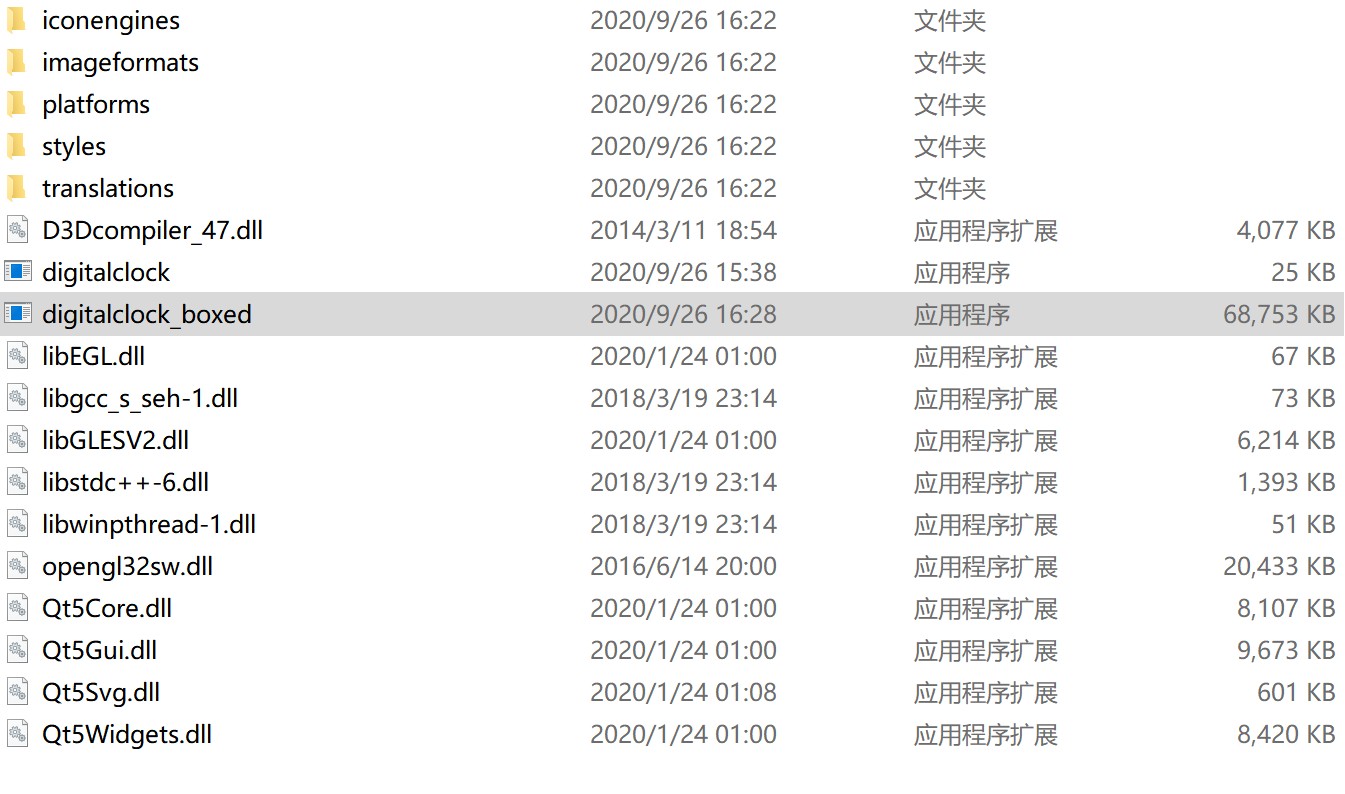 iconengines 2020/9/26 16:22 文件夹
imageformats 2020/9/26 16:22 文件夹
platforms 2020/9/26 16:22 文件夹
styles 2020/9/26 16:22 文件夹
translations 2020/9/26 16:22 文件夹
D3Dcompiler_47.dll 2014/3/11 18:54 应用程序扩展 4,077 KB
digitalclock 2020/9/26 15:38 应用程序 25 KB
digitalclock_boxed 2020/9/26 16:28 应用程序 68,753 KB
libEGL.dll 2020/1/24 01:00 应用程序扩展 67 KB
libgcc_s_seh-1.dll 2018/3/19 23:14 应用程序扩展 73 KB
libGLESV2.dll 2020/1/24 01:00 应用程序扩展 6,214 KB
libstdc++-6.dll 2018/3/19 23:14 应用程序扩展 1,393 KB
libwinpthread-1.dll 2018/3/19 23:14 应用程序扩展 51 KB
opengl32sw.dll 2016/6/14 20:00 应用程序扩展 20,433 KB
Qt5Core.dll 2020/1/24 01:00 应用程序扩展 8,107 KB
Qt5Gui.dll 2020/1/24 01:00 应用程序扩展 9,673 KB
Qt5Svg.dll 2020/1/24 01:08 应用程序扩展 601 KB
Qt5Widgets.dll 2020/1/24 01:00 应用程序扩展 8,420 KB